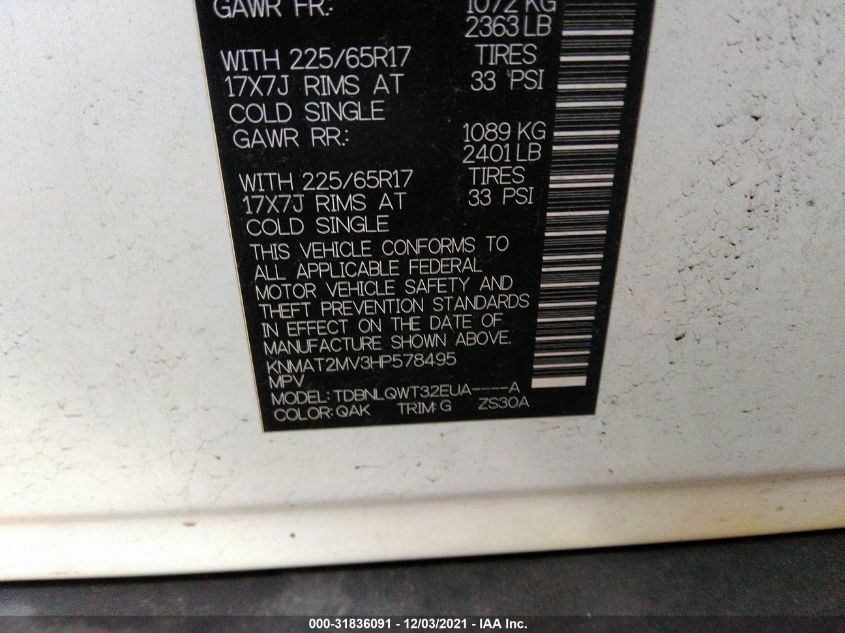 GAWR FR.: 1072 KG
2363 LB
WITH 225/65R17 TIRES
17X7J RIMS AT 33 PSI
COLD SINGLE
GAWR RR.: 1089 KG
2401 LB
WITH 225/65R17 TIRES
17X7J RIMS AT 33 PSI
COLD SINGLE
THIS VEHICLE CONFORMS TO
ALL APPLICABLE FEDERAL
MOTOR VEHICLE SAFETY AND
THEFT PREVENTION STANDARDS
IN EFFECT ON THE DATE OF
MANUFACTURE SHOWN ABOVE.
KNMAT2MV3HP578495
MPV
MODEL: TDBNLQWT32EUA----A
COLOR: QAK TRIM: G ZS30A
000-31836091 - 12/03/2021 - IAA Inc.